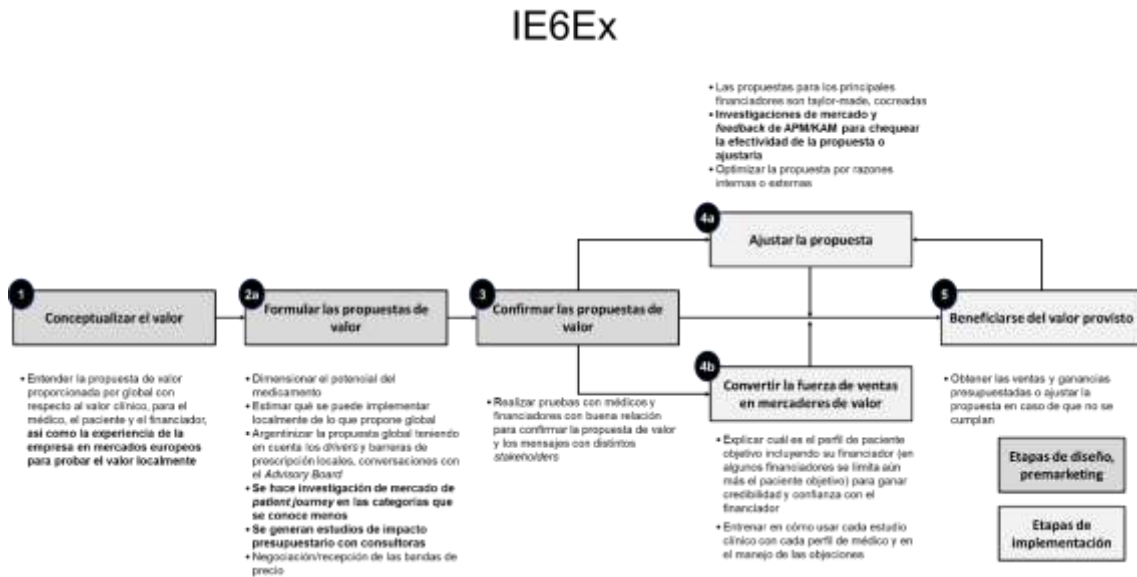 IE6Ex
• Las propuestas para los principales
financiadores son taylor-made, cocreadas
• Investigaciones de mercado y
feedback de APM/KAM para chequear
la efectividad de la propuesta o
ajustarla
• Optimizar la propuesta por razones
internas o externas
4a
Ajustar la propuesta
1
Conceptualizar el valor
2a
Formular las propuestas de
valor
3
Confirmar las propuestas de
valor
5
Beneficiarse del valor provisto
4b
Convertir la fuerza de ventas
en mercaderes de valor
• Entender la propuesta de valor
proporcionada por global con
respecto al valor clínico, para el
médico, el paciente y el financiador,
así como la experiencia de la
empresa en mercados europeos
para probar el valor localmente
• Dimensionar el potencial del
medicamento
• Estimar qué se puede implementar
localmente de lo que propone global
• Argentinizar la propuesta global teniendo
en cuenta los drivers y barreras de
prescripción locales, conversaciones con
el Advisory Board
• Se hace investigación de mercado de
patient journey en las categorías que
se conoce menos
• Se generan estudios de impacto
presupuestario con consultoras
• Negociación/recepción de las bandas de
precio
• Realizar pruebas con médicos y
financiadores con buena relación
para confirmar la propuesta de valor
y los mensajes con distintos
stakeholders
• Explicar cuál es el perfil de paciente
objetivo incluyendo su financiador (en
algunos financiadores se limita aún
más el paciente objetivo) para ganar
credibilidad y confianza con el
financiador
• Entrenar en cómo usar cada estudio
clínico con cada perfil de médico y en
el manejo de las objeciones
• Obtener las ventas y ganancias
presupuestadas o ajustar la
propuesta en caso de que no se
cumplan
Etapas de diseño,
premarketing
Etapas de
implementación